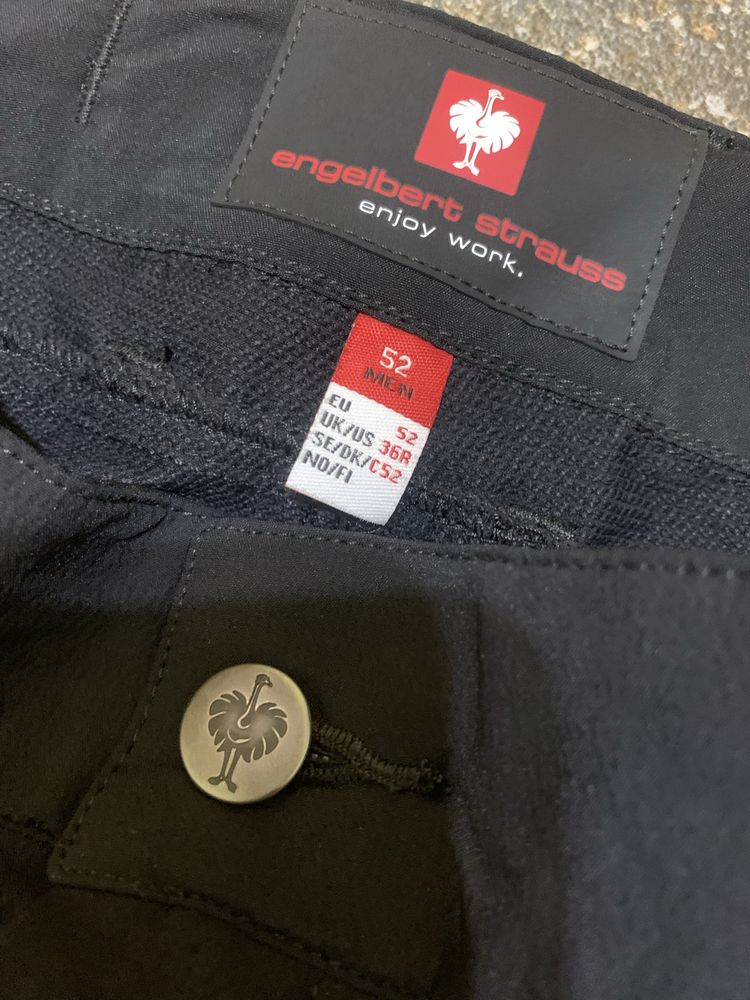 engelbert strauss
enjoy work.
52
MEN
EU 52
UK/US 36R
SE/DK/ C52
NO/FI